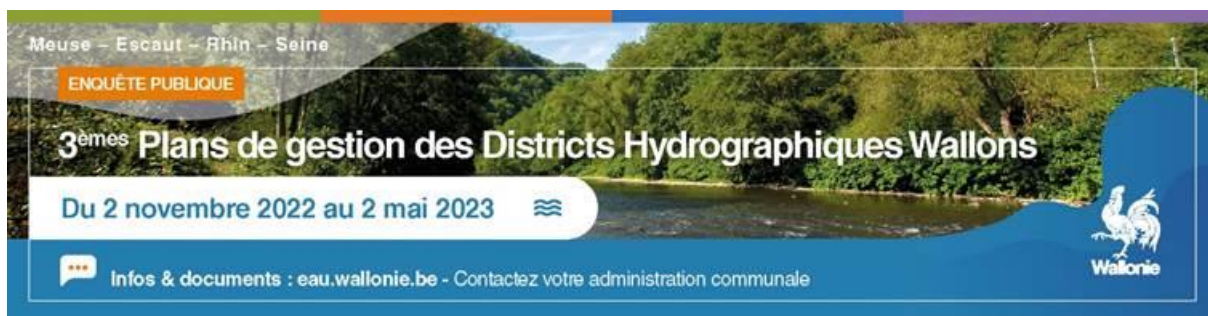 Meuse – Escaut – Rhin – Seine
ENQUÊTE PUBLIQUE
3èmes Plans de gestion des Districts Hydrographiques Wallons
Du 2 novembre 2022 au 2 mai 2023
Infos & documents : eau.wallonie.be - Contactez votre administration communale
Wallonie